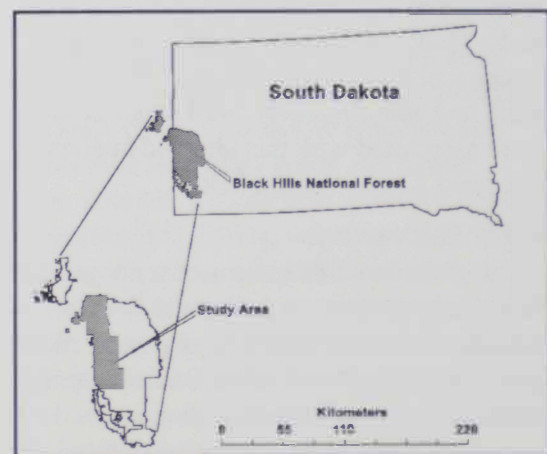 South Dakota
Black Hills National Forest
Study Area
Kilometers
0 55 110 220